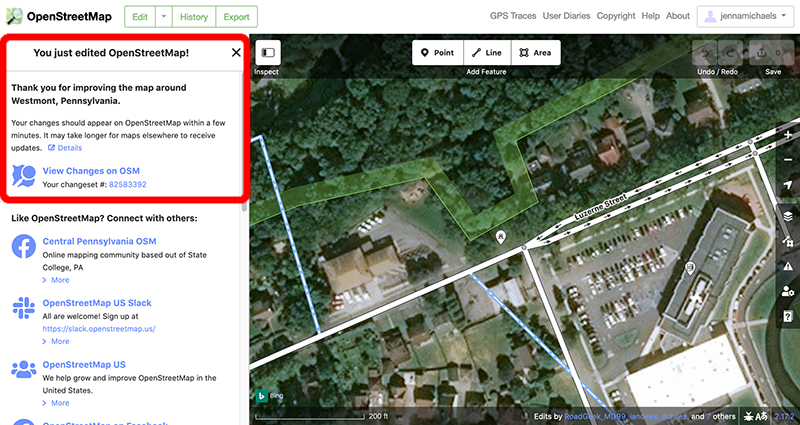 OpenStreetMap
Edit
History
Export
GPS Traces
User Diaries
Copyright
Help
About
jennamichaels
You just edited OpenStreetMap!
Thank you for improving the map around
Westmont, Pennsylvania.
Your changes should appear on OpenStreetMap within a few
minutes. It may take longer for maps elsewhere to receive
updates. Details
View Changes on OSM
Your changeset #: 82583392
Like OpenStreetMap? Connect with others:
Central Pennsylvania OSM
Online mapping community based out of State
College, PA
> More
OpenStreetMap US Slack
All are welcome! Sign up at
https://slack.openstreetmap.us/
> More
OpenStreetMap US
We help grow and improve OpenStreetMap in the
United States.
> More
OpenStreetMap on Facebook
Inspect
Point
Line
Area
Add Feature
Undo / Redo
0
Save
Luzerne Street
Bing
200 ft
Edits by RoadGeek_MD99, and 7 others
2.17.2